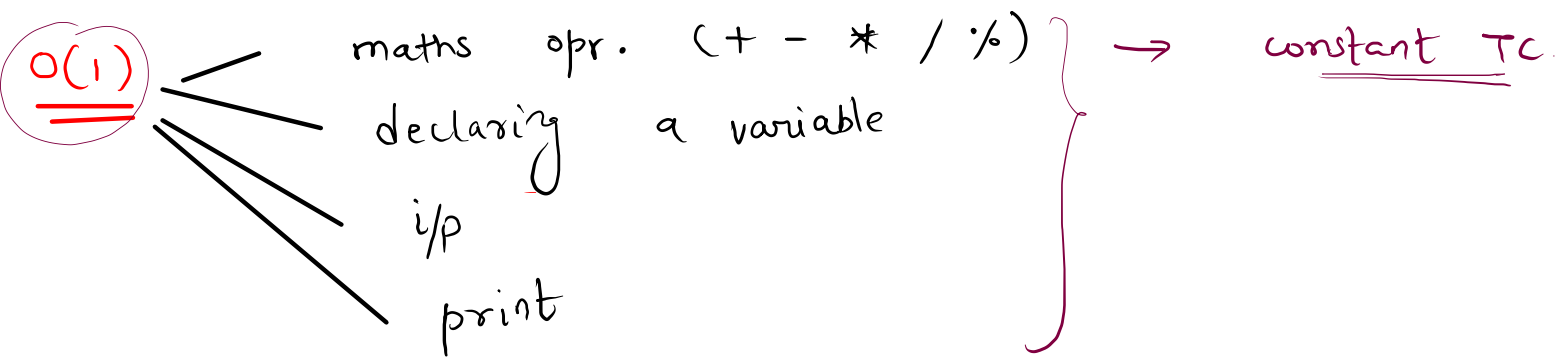 O(1) maths opr. (+ - * / %) → constant TC.
declaring a variable
i/p
print